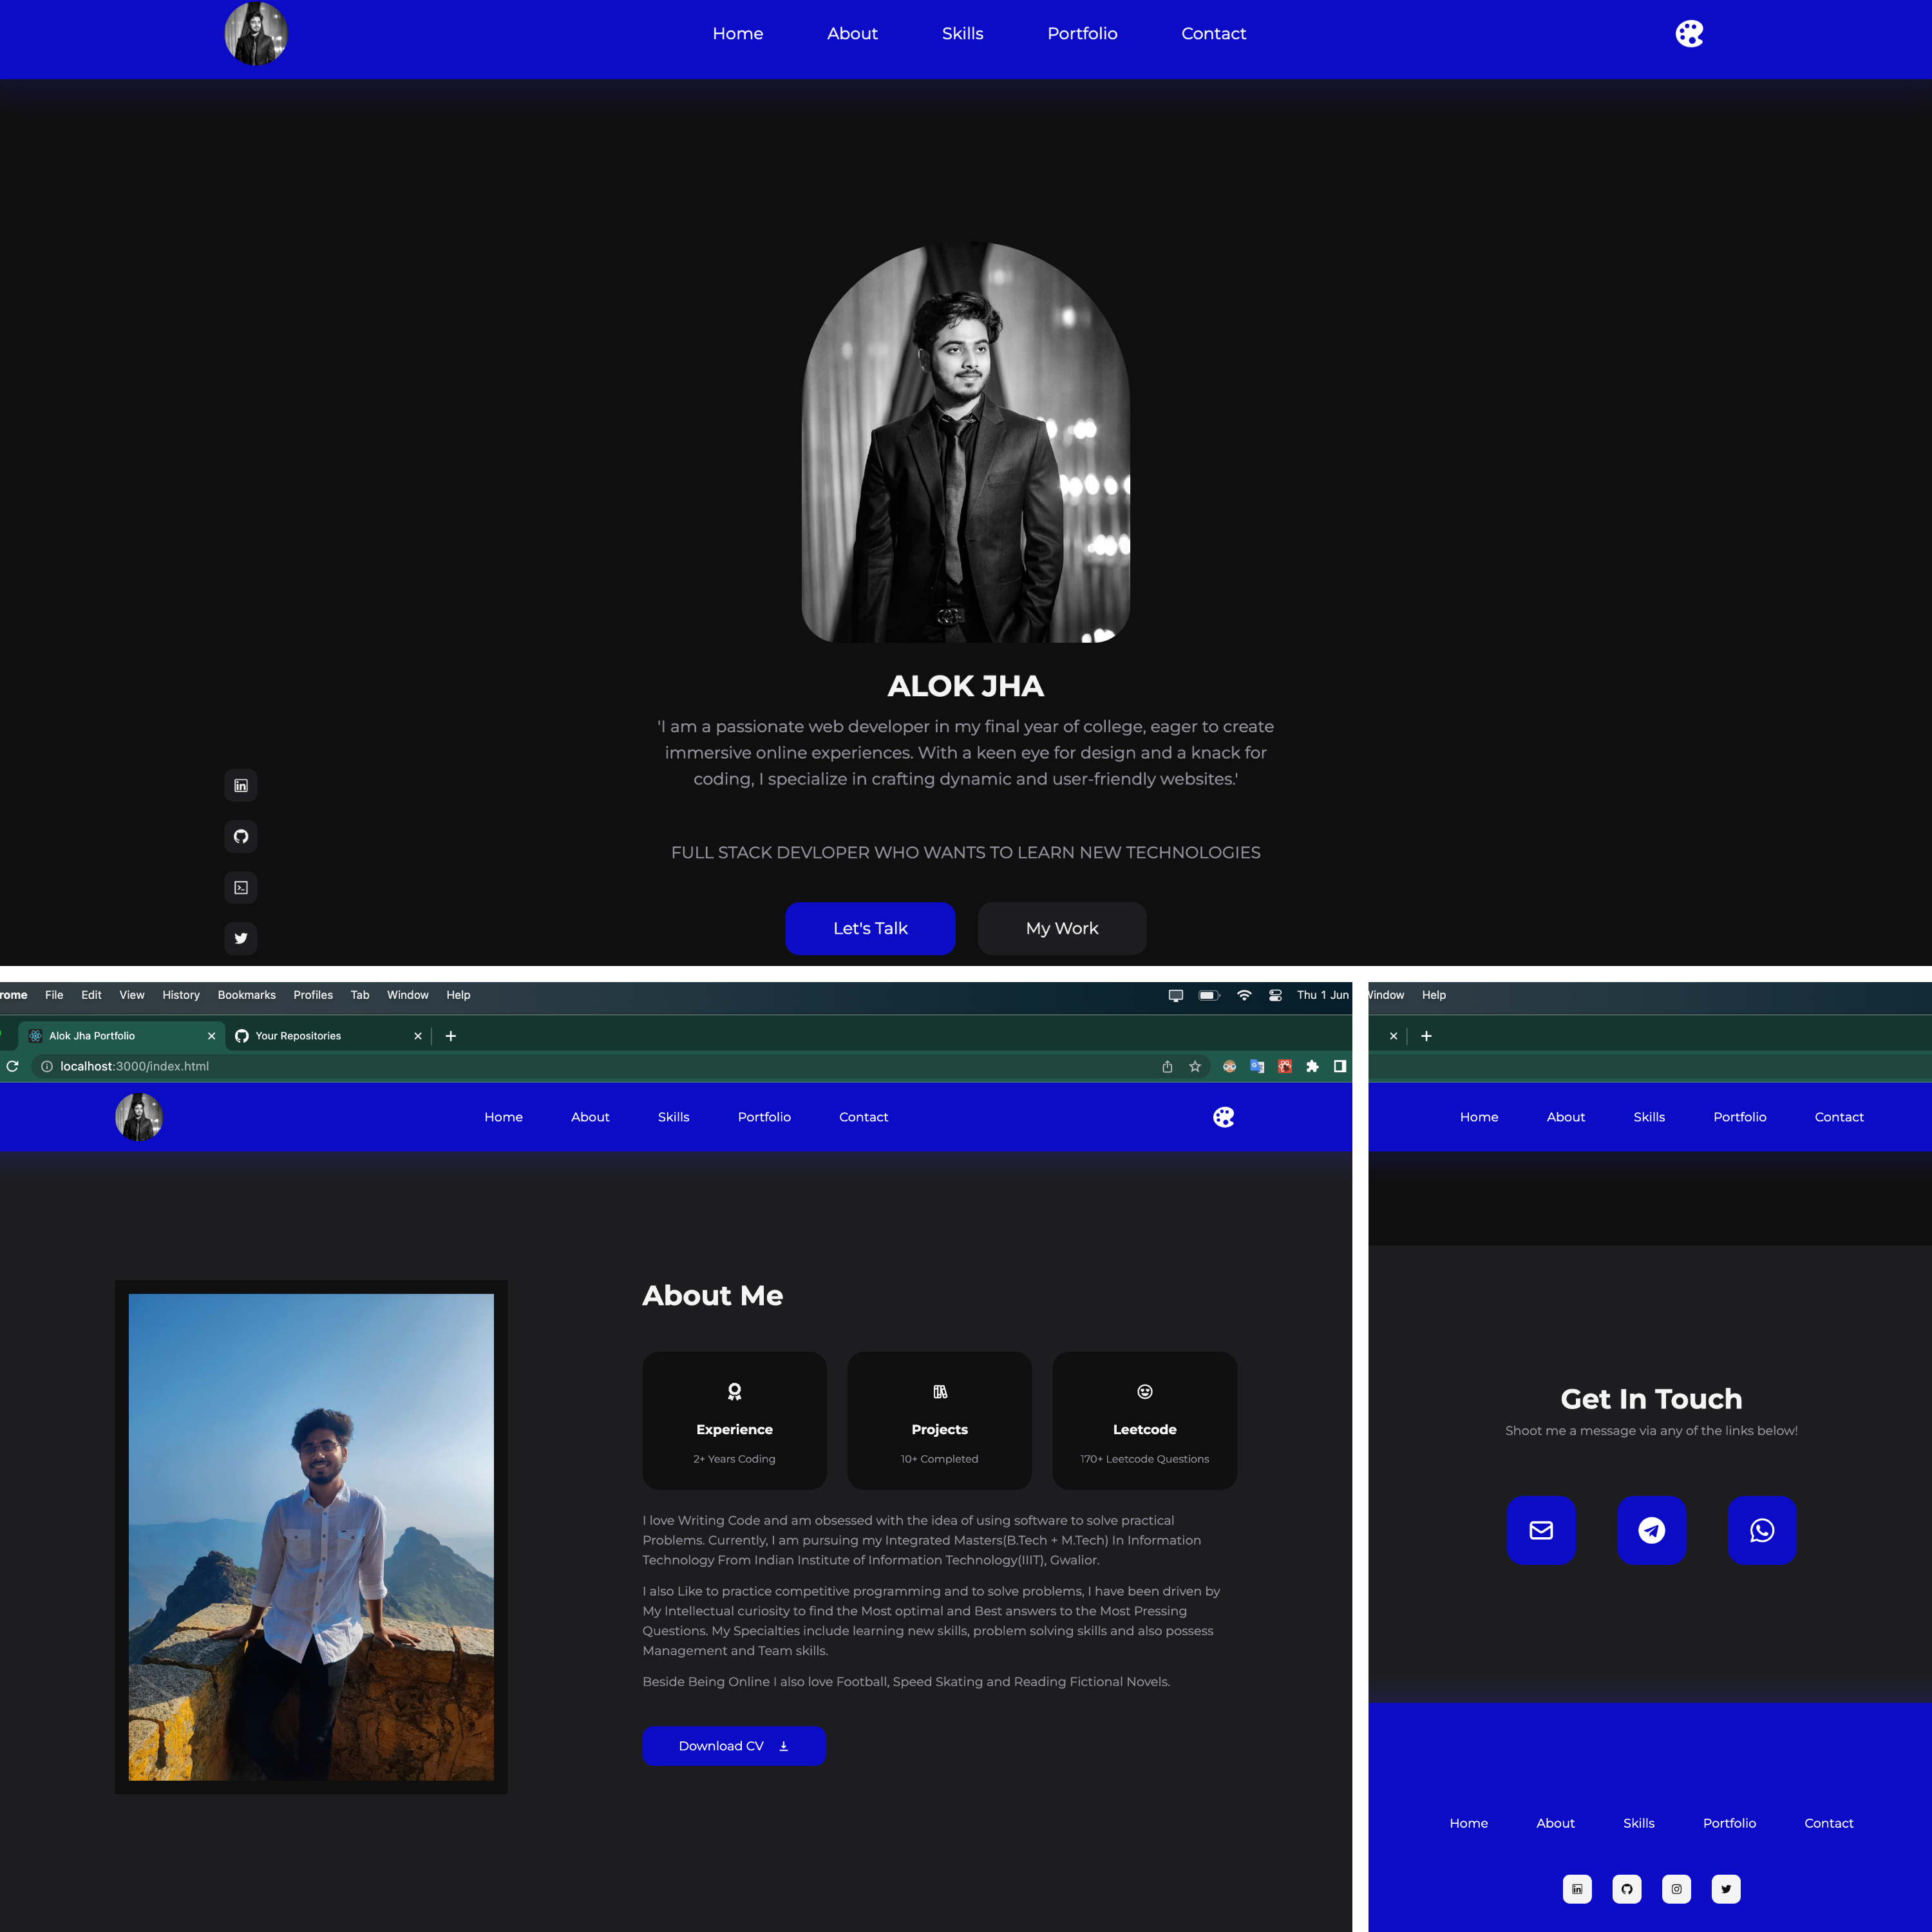 Home About Skills Portfolio Contact
ALOK JHA
'I am a passionate web developer in my final year of college, eager to create
immersive online experiences. With a keen eye for design and a knack for
coding, I specialize in crafting dynamic and user-friendly websites.'
FULL STACK DEVLOPER WHO WANTS TO LEARN NEW TECHNOLOGIES
Let's Talk My Work
rome File Edit View History Bookmarks Profiles Tab Window Help Thu 1 Jun
Alok Jha Portfolio Your Repositories
localhost:3000/index.html
Home About Skills Portfolio Contact
About Me
Experience Projects Leetcode
2+ Years Coding 10+ Completed 170+ Leetcode Questions
I love Writing Code and am obsessed with the idea of using software to solve practical
Problems. Currently, I am pursuing my Integrated Masters(B.Tech + M.Tech) In Information
Technology From Indian Institute of Information Technology(IIIT), Gwalior.
I also Like to practice competitive programming and to solve problems, I have been driven by
My Intellectual curiosity to find the Most optimal and Best answers to the Most Pressing
Questions. My Specialties include learning new skills, problem solving skills and also possess
Management and Team skills.
Beside Being Online I also love Football, Speed Skating and Reading Fictional Novels.
Download CV
Window Help
Home About Skills Portfolio Contact
Get In Touch
Shoot me a message via any of the links below!
Home About Skills Portfolio Contact